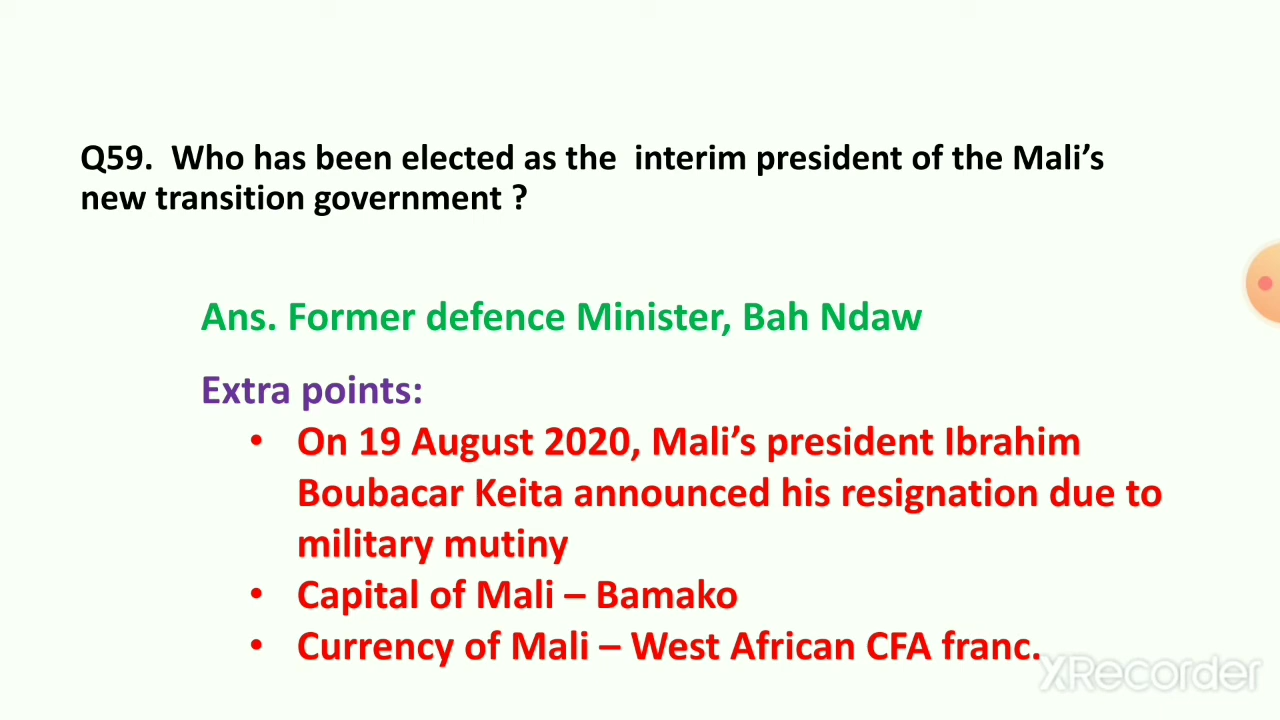 Q59. Who has been elected as the interim president of the Mali’s
new transition government ?
Ans. Former defence Minister, Bah Ndaw
Extra points:
• On 19 August 2020, Mali’s president Ibrahim
Boubacar Keita announced his resignation due to
military mutiny
• Capital of Mali – Bamako
• Currency of Mali – West African CFA franc.
XRecorder